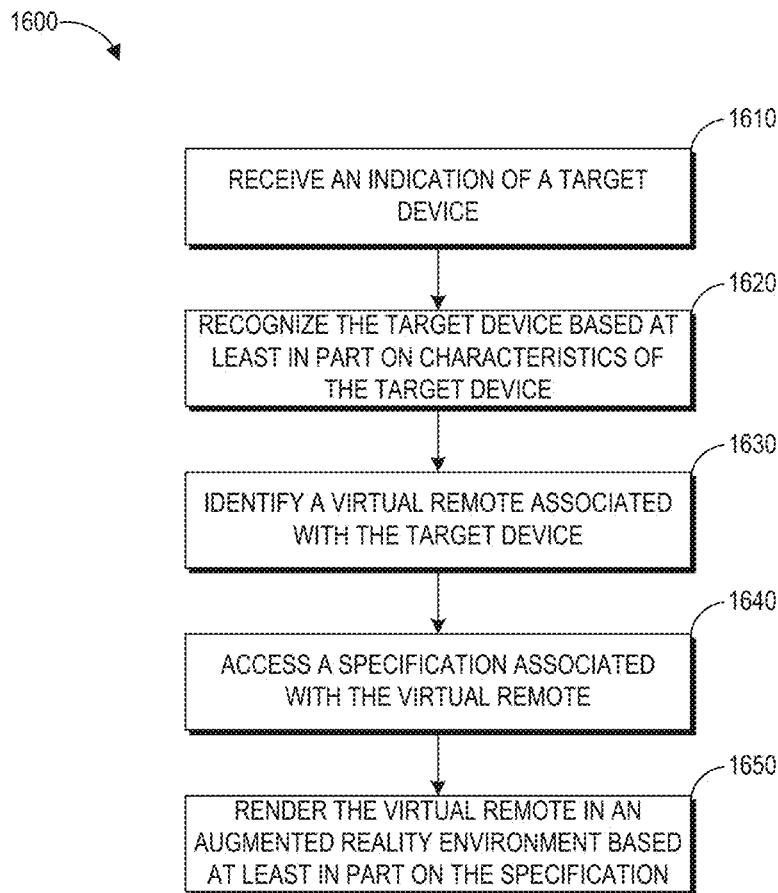 1600
1610
RECEIVE AN INDICATION OF A TARGET
DEVICE
1620
RECOGNIZE THE TARGET DEVICE BASED AT
LEAST IN PART ON CHARACTERISTICS OF
THE TARGET DEVICE
1630
IDENTIFY A VIRTUAL REMOTE ASSOCIATED
WITH THE TARGET DEVICE
1640
ACCESS A SPECIFICATION ASSOCIATED
WITH THE VIRTUAL REMOTE
1650
RENDER THE VIRTUAL REMOTE IN AN
AUGMENTED REALITY ENVIRONMENT BASED
AT LEAST IN PART ON THE SPECIFICATION